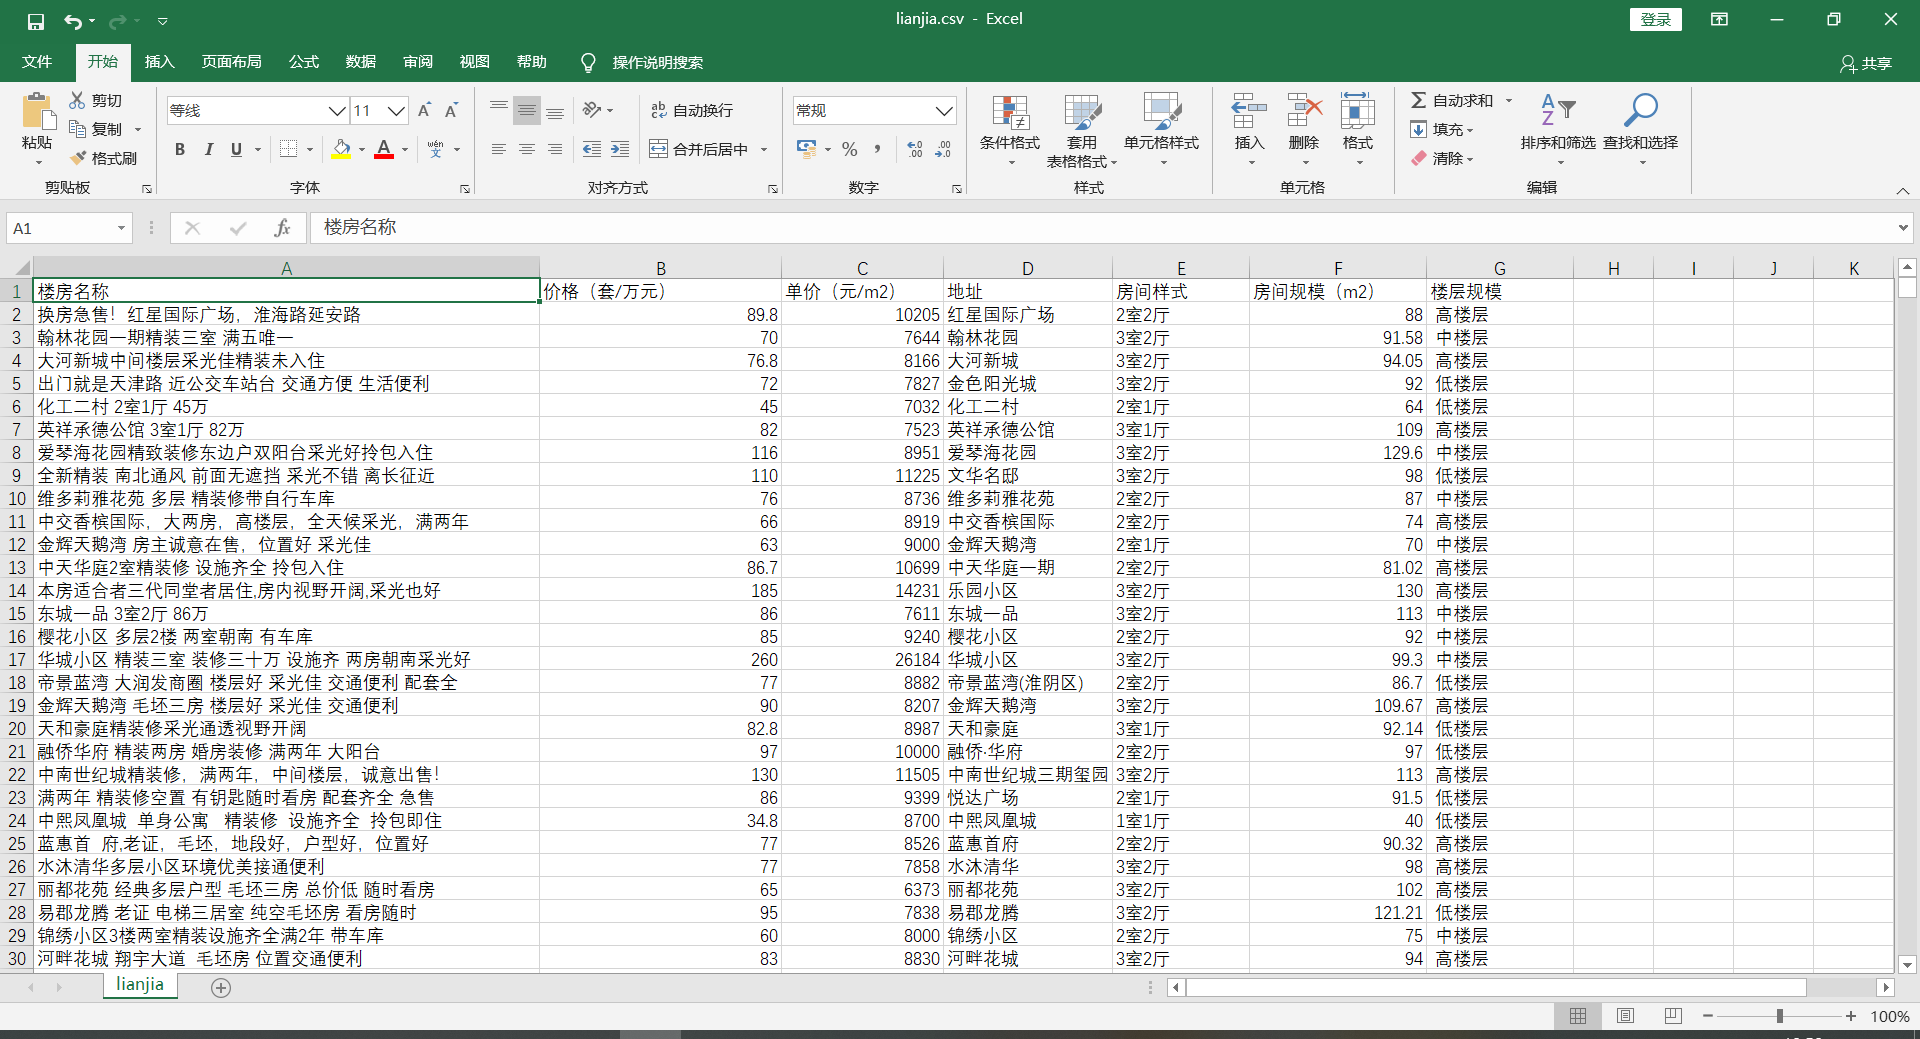 lianjia.csv - Excel
登录
文件 开始 插入 页面布局 公式 数据 审阅 视图 帮助 操作说明搜索 共享
粘贴 剪切 复制 格式刷 剪贴板
等线 11 B I U A wén 文 字体
ab 自动换行 合并后居中 对齐方式
常规 % 数字
条件格式 套用表格格式 单元格样式 样式
插入 删除 格式 单元格
自动求和 填充 清除 排序和筛选 查找和选择 编辑
A1 fx 楼房名称
A B C D E F G H I J K
1 楼房名称 价格（套/万元） 单价（元/m2） 地址 房间样式 房间规模（m2） 楼层规模
2 换房急售！红星国际广场，淮海路延安路 89.8 10205 红星国际广场 2室2厅 88 高楼层
3 翰林花园一期精装三室 满五唯一 70 7644 翰林花园 3室2厅 91.58 中楼层
4 大河新城中间楼层采光佳精装未入住 76.8 8166 大河新城 3室2厅 94.05 高楼层
5 出门就是天津路 近公交车站台 交通方便 生活便利 72 7827 金色阳光城 3室2厅 92 低楼层
6 化工二村 2室1厅 45万 45 7032 化工二村 2室1厅 64 低楼层
7 英祥承德公馆 3室1厅 82万 82 7523 英祥承德公馆 3室1厅 109 高楼层
8 爱琴海花园精致装修东边户双阳台采光好拎包入住 116 8951 爱琴海花园 3室2厅 129.6 中楼层
9 全新精装 南北通风 前面无遮挡 采光不错 离长征近 110 11225 文华名邸 3室2厅 98 低楼层
10 维多莉雅花苑 多层 精装修带自行车库 76 8736 维多莉雅花苑 2室2厅 87 中楼层
11 中交香槟国际，大两房，高楼层，全天候采光，满两年 66 8919 中交香槟国际 2室2厅 74 高楼层
12 金辉天鹅湾 房主诚意在售，位置好 采光佳 63 9000 金辉天鹅湾 2室1厅 70 中楼层
13 中天华庭2室精装修 设施齐全 拎包入住 86.7 10699 中天华庭一期 2室2厅 81.02 高楼层
14 本房适合者三代同堂者居住,房内视野开阔,采光也好 185 14231 乐园小区 3室2厅 130 高楼层
15 东城一品 3室2厅 86万 86 7611 东城一品 3室2厅 113 中楼层
16 樱花小区 多层2楼 两室朝南 有车库 85 9240 樱花小区 2室2厅 92 中楼层
17 华城小区 精装三室 装修三十万 设施齐 两房朝南采光好 260 26184 华城小区 3室2厅 99.3 中楼层
18 帝景蓝湾 大润发商圈 楼层好 采光佳 交通便利 配套全 77 8882 帝景蓝湾(淮阴区) 2室2厅 86.7 低楼层
19 金辉天鹅湾 毛坯三房 楼层好 采光佳 交通便利 90 8207 金辉天鹅湾 3室2厅 109.67 高楼层
20 天和豪庭精装修采光通透视野开阔 82.8 8987 天和豪庭 3室1厅 92.14 低楼层
21 融侨华府 精装两房 婚房装修 满两年 大阳台 97 10000 融侨·华府 2室2厅 97 低楼层
22 中南世纪城精装修，满两年，中间楼层，诚意出售！ 130 11505 中南世纪城三期玺园 3室2厅 113 高楼层
23 满两年 精装修空置 有钥匙随时看房 配套齐全 急售 86 9399 悦达广场 2室1厅 91.5 低楼层
24 中熙凤凰城 单身公寓 精装修 设施齐全 拎包即住 34.8 8700 中熙凤凰城 1室1厅 40 低楼层
25 蓝惠首 府,老证，毛坯，地段好，户型好，位置好 77 8526 蓝惠首府 2室2厅 90.32 高楼层
26 水沐清华多层小区环境优美接通便利 77 7858 水沐清华 3室2厅 98 高楼层
27 丽都花苑 经典多层户型 毛坯三房 总价低 随时看房 65 6373 丽都花苑 3室2厅 102 高楼层
28 易郡龙腾 老证 电梯三居室 纯空毛坯房 看房随时 95 7838 易郡龙腾 3室2厅 121.21 低楼层
29 锦绣小区3楼两室精装设施齐全满2年 带车库 60 8000 锦绣小区 2室2厅 75 中楼层
30 河畔花城 翔宇大道 毛坯房 位置交通便利 83 8830 河畔花城 3室2厅 94 高楼层
lianjia
100%